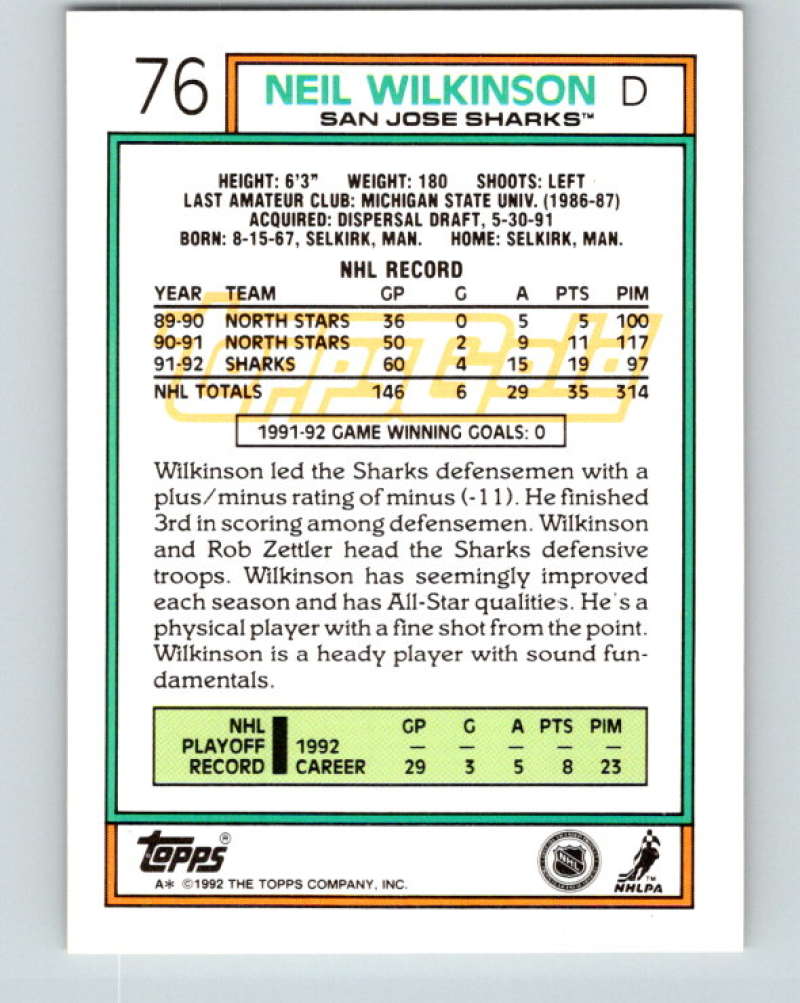 76 NEIL WILKINSON D
SAN JOSE SHARKS™
HEIGHT: 6'3" WEIGHT: 180 SHOOTS: LEFT
LAST AMATEUR CLUB: MICHIGAN STATE UNIV. (1986-87)
ACQUIRED: DISPERSAL DRAFT, 5-30-91
BORN: 8-15-67, SELKIRK, MAN. HOME: SELKIRK, MAN.
NHL RECORD
YEAR TEAM GP G A PTS PIM
89-90 NORTH STARS 36 0 5 5 100
90-91 NORTH STARS 50 2 9 11 117
91-92 SHARKS 60 4 15 19 97
NHL TOTALS 146 6 29 35 314
ToppsGold
1991-92 GAME WINNING GOALS: 0
Wilkinson led the Sharks defensemen with a
plus/minus rating of minus (-11). He finished
3rd in scoring among defensemen. Wilkinson
and Rob Zettler head the Sharks defensive
troops. Wilkinson has seemingly improved
each season and has All-Star qualities. He's a
physical player with a fine shot from the point.
Wilkinson is a heady player with sound fun-
damentals.
NHL GP G A PTS PIM
PLAYOFF 1992 — — — — —
RECORD CAREER 29 3 5 8 23
Topps®
A* ©1992 THE TOPPS COMPANY, INC.
NHL
™
NHLPA